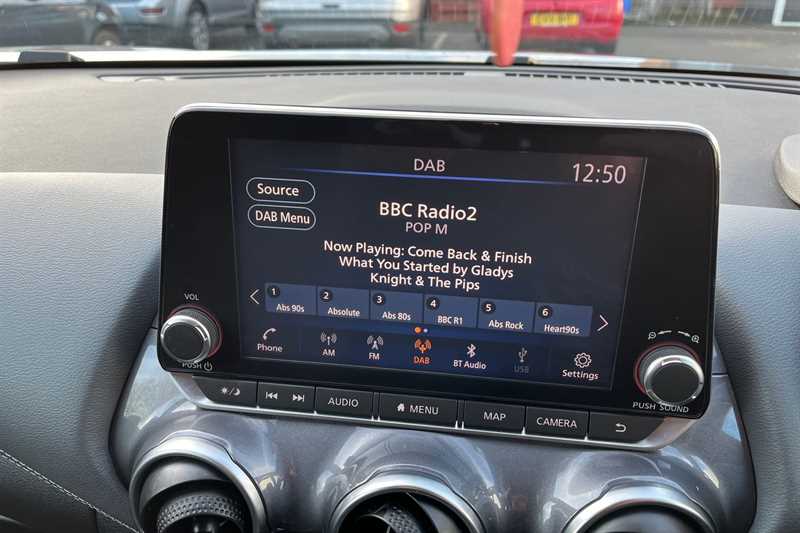 DAB
12:50
Source
DAB Menu
BBC Radio2
POP M
Now Playing: Come Back & Finish
What You Started by Gladys
Knight & The Pips
1 Abs 90s
2 Absolute
3 Abs 80s
4 BBC R1
5 Abs Rock
6 Heart90s
Phone
AM
FM
DAB
BT Audio
USB
Settings
VOL
PUSH
PUSH SOUND
AUDIO
MENU
MAP
CAMERA